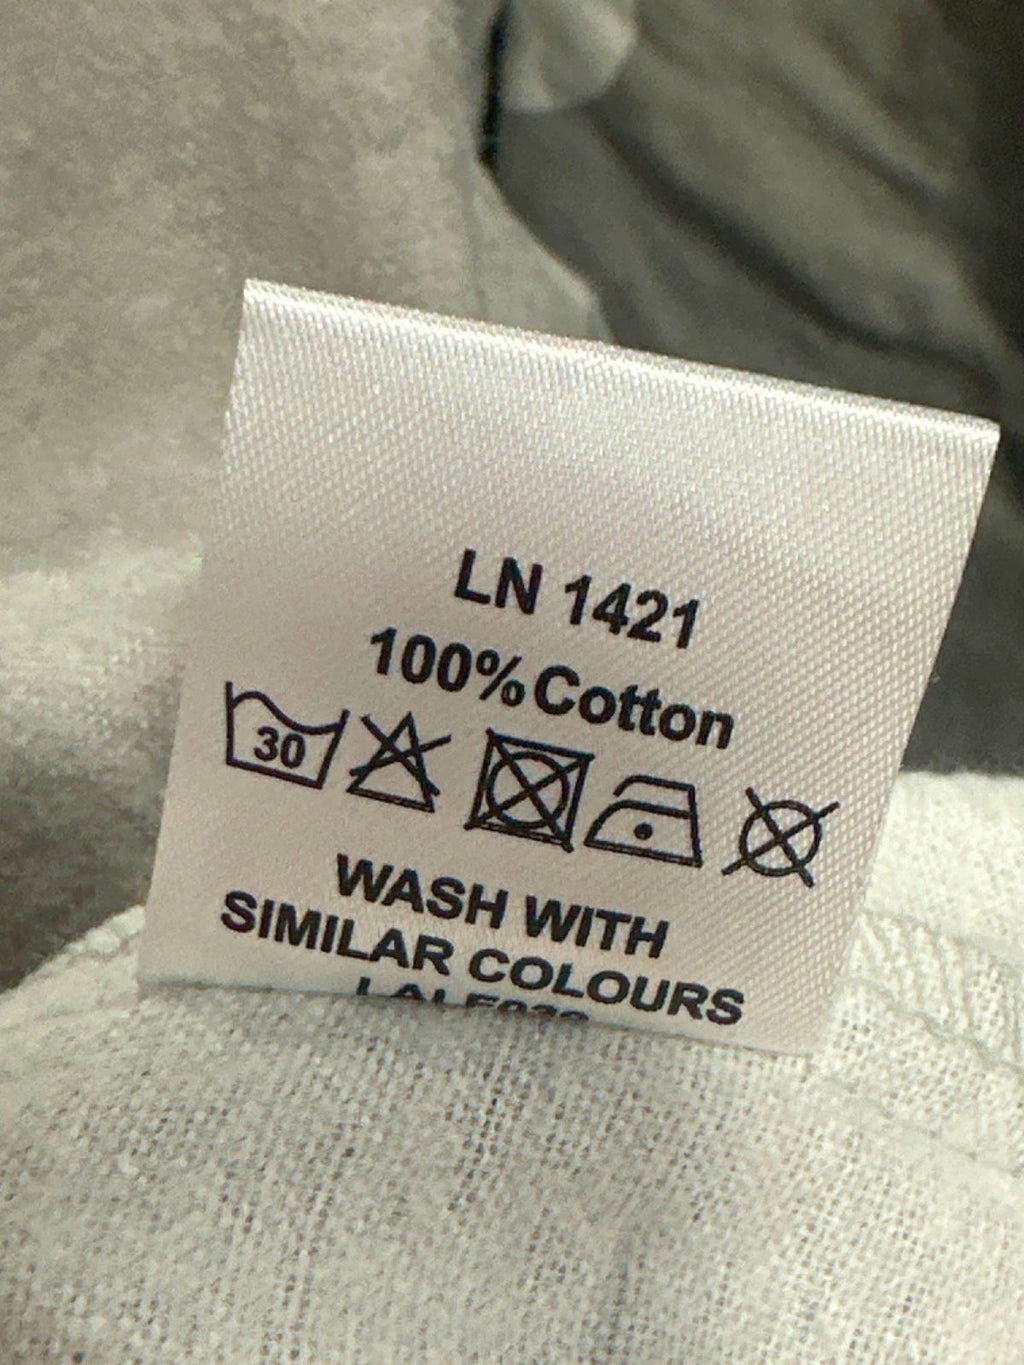 LN 1421
100%Cotton
30
WASH WITH
SIMILAR COLOURS